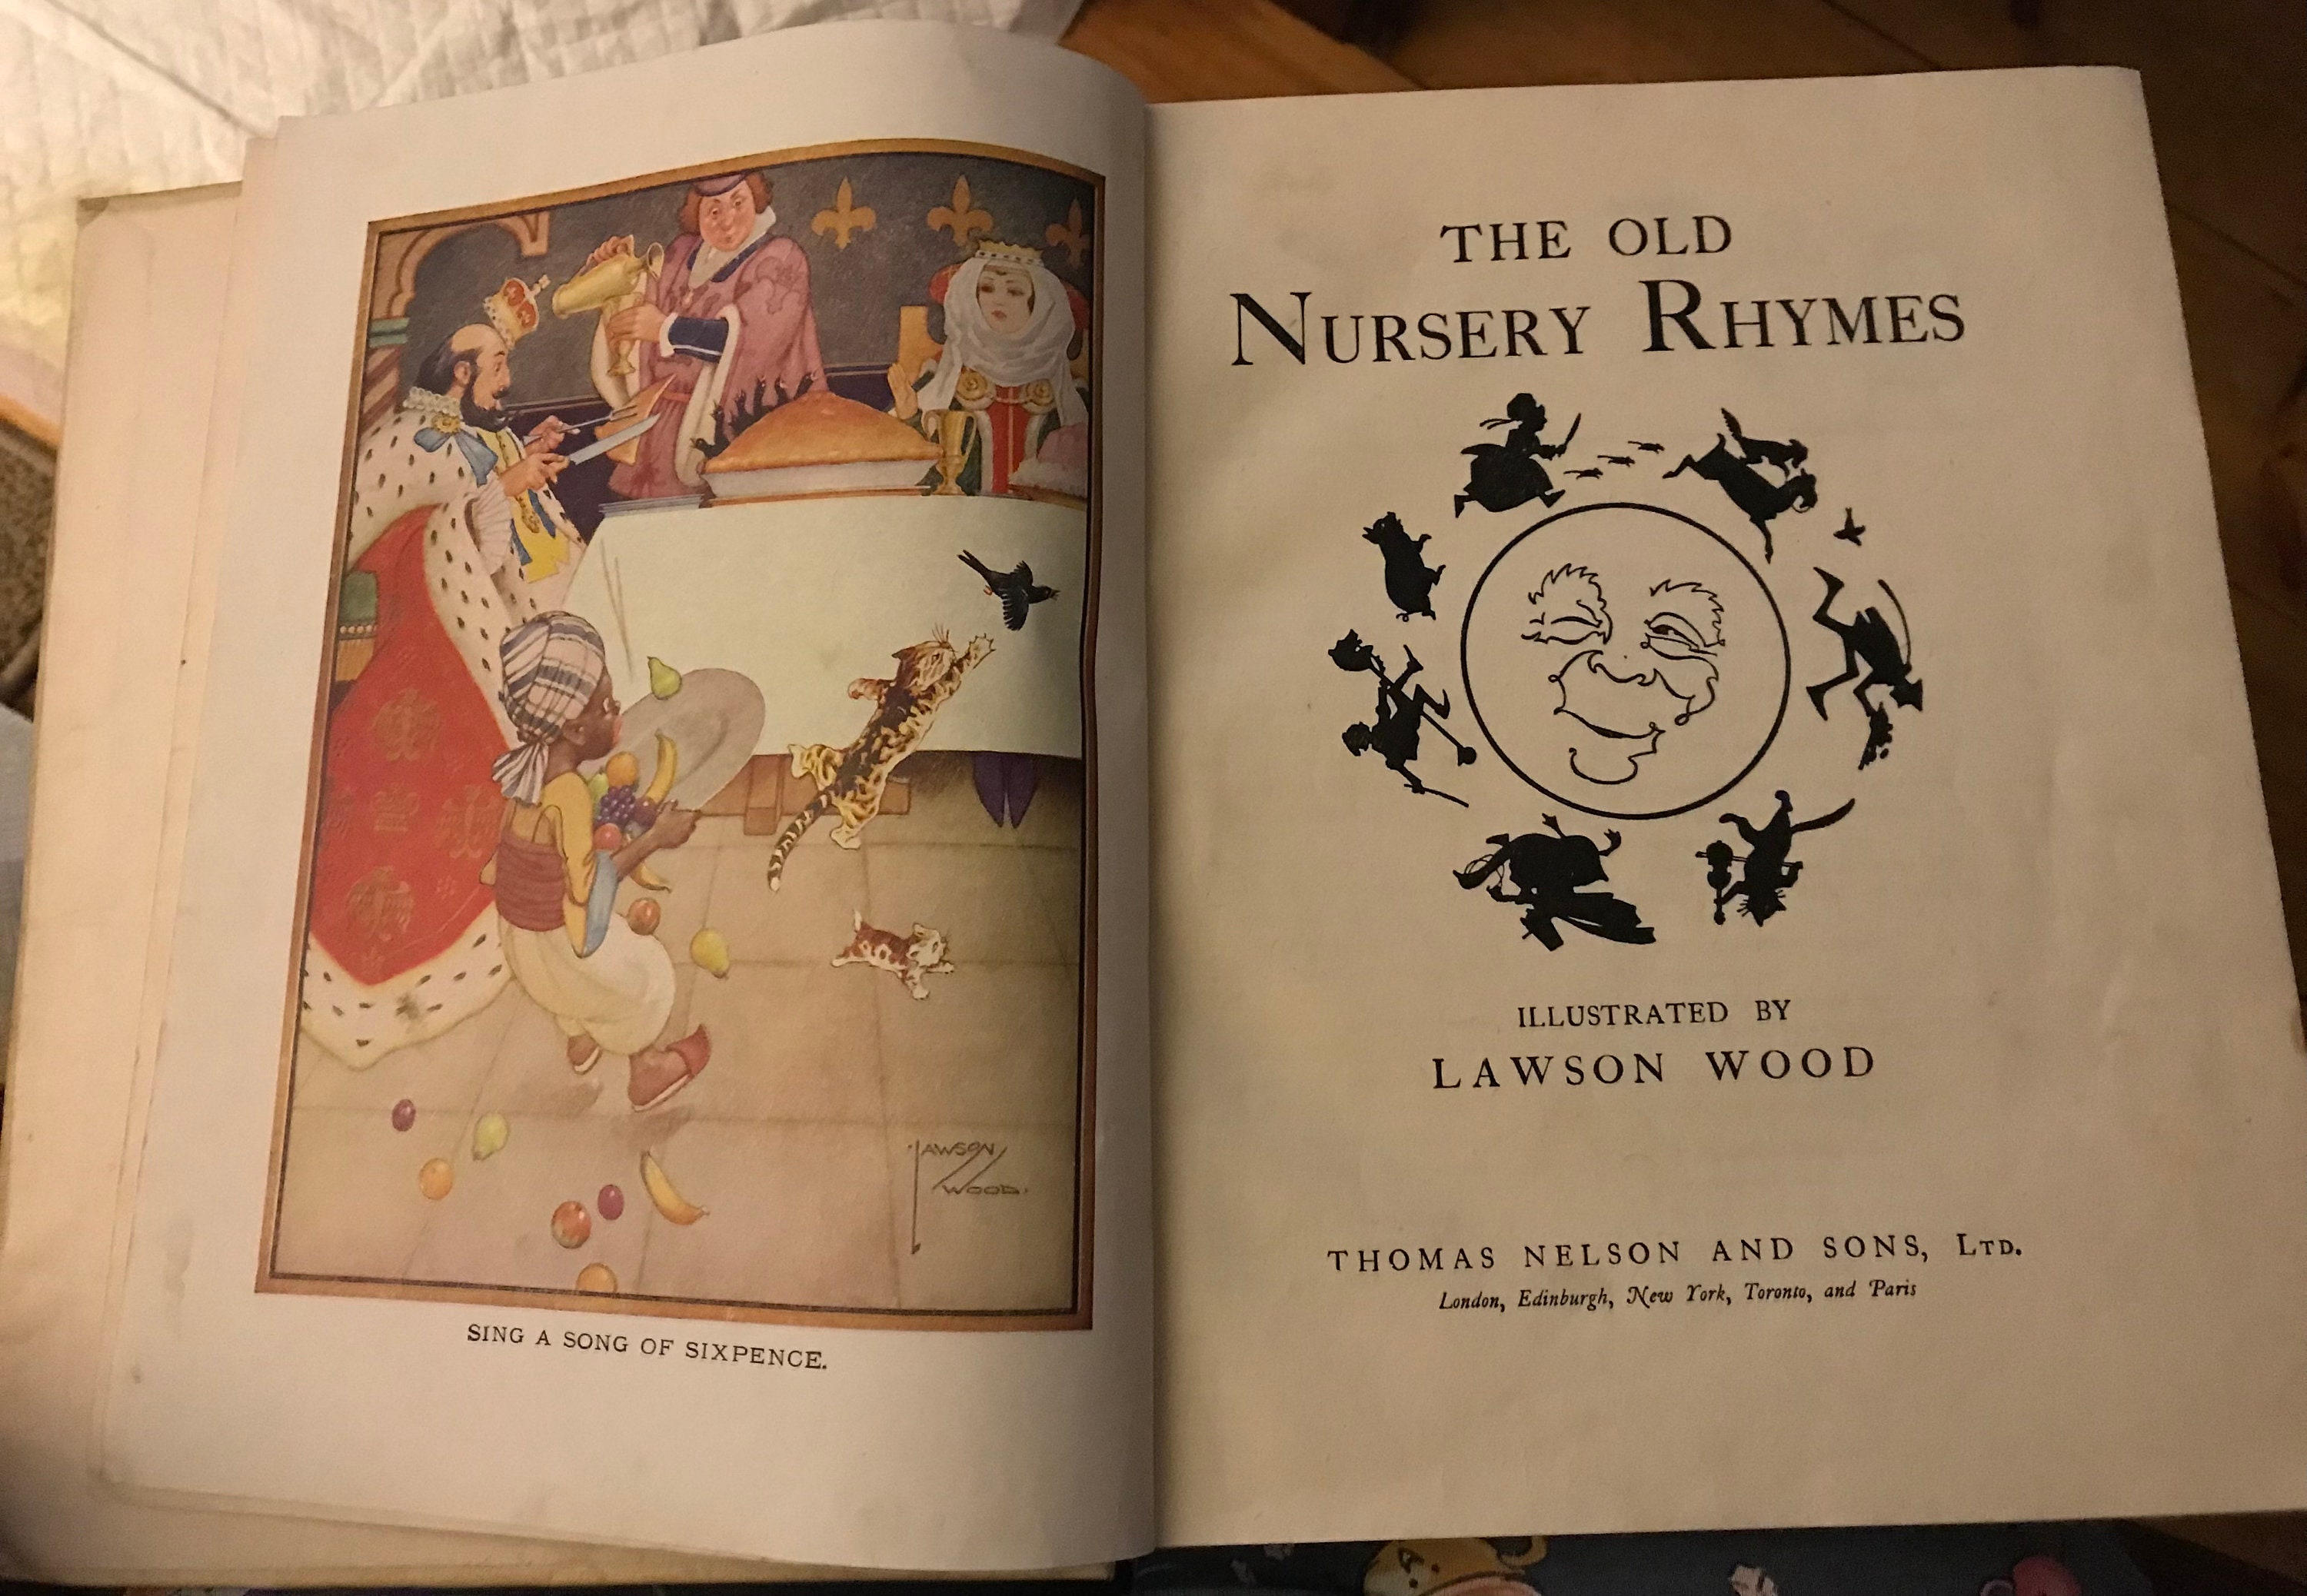 LAWSON
WOOD.
SING A SONG OF SIXPENCE.
THE OLD
NURSERY RHYMES
ILLUSTRATED BY
LAWSON WOOD
THOMAS NELSON AND SONS, LTD.
London, Edinburgh, New York, Toronto, and Paris